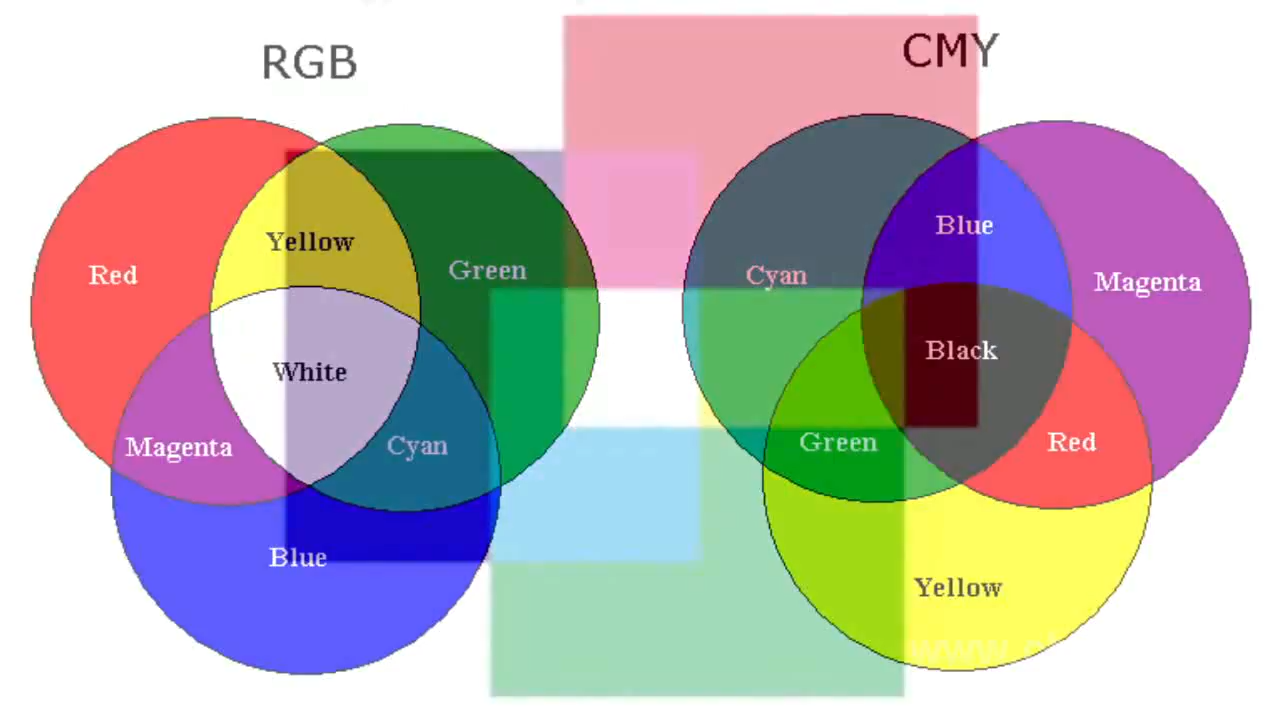 RGB
CMY
Red
Yellow
Green
White
Magenta
Cyan
Blue
Cyan
Blue
Magenta
Black
Green
Red
Yellow